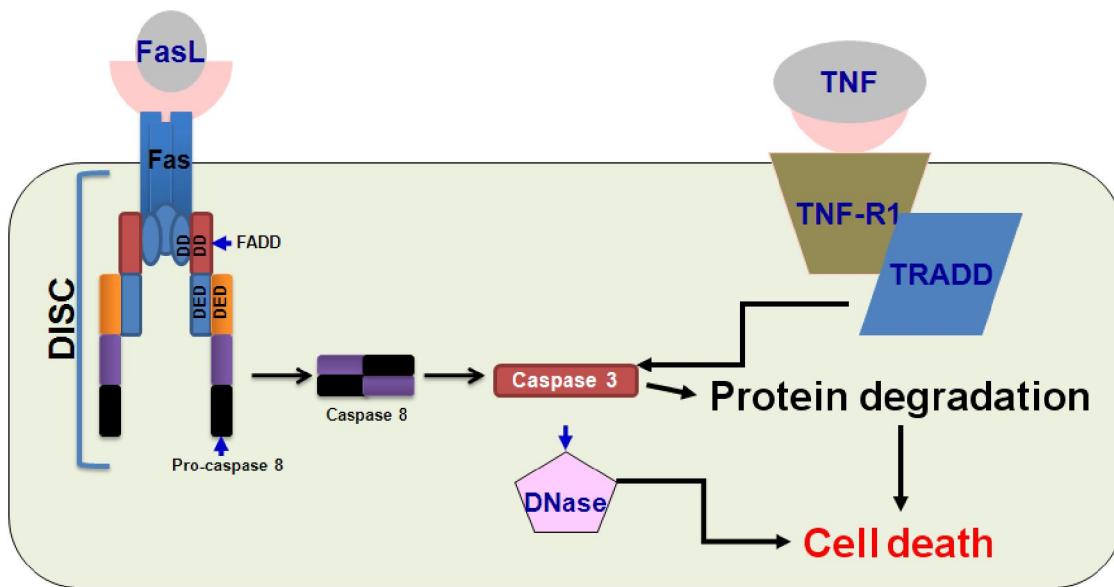 FasL
TNF
Fas
TNF-R1
DD DD
FADD
TRADD
DED DED
DISC
Caspase 3
Protein degradation
Caspase 8
Pro-caspase 8
DNase
Cell death